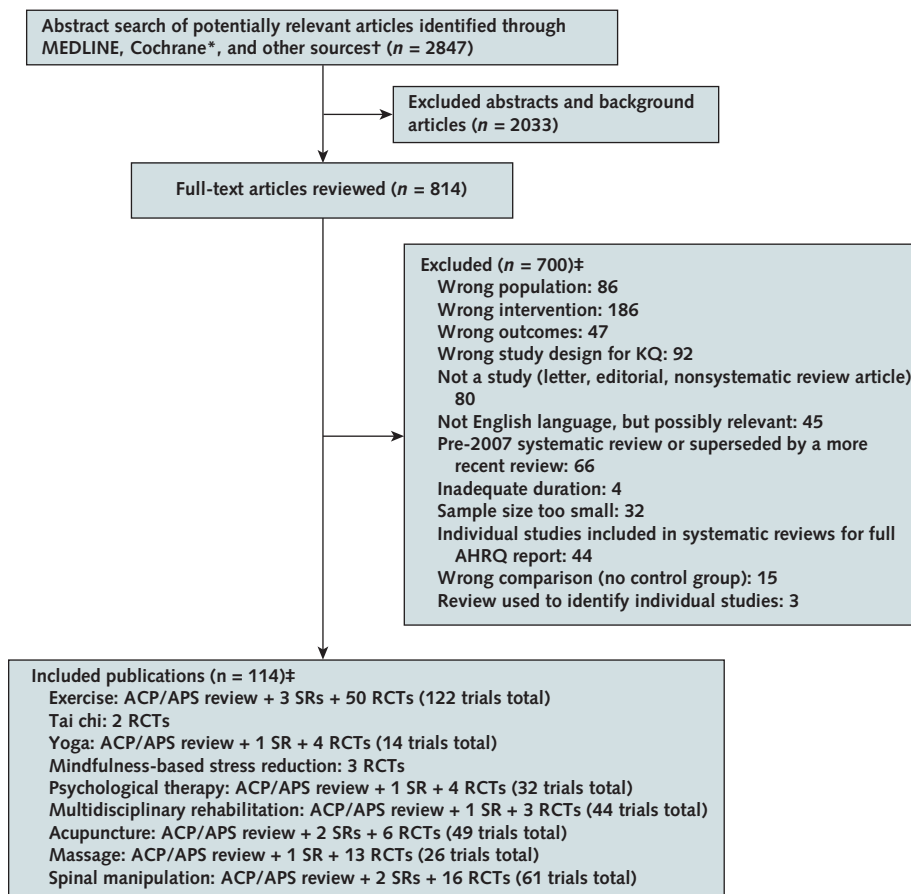 Abstract search of potentially relevant articles identified through
MEDLINE, Cochrane*, and other sources† (n = 2847)
Excluded abstracts and background
articles (n = 2033)
Full-text articles reviewed (n = 814)
Excluded (n = 700)‡
Wrong population: 86
Wrong intervention: 186
Wrong outcomes: 47
Wrong study design for KQ: 92
Not a study (letter, editorial, nonsystematic review article):
80
Not English language, but possibly relevant: 45
Pre-2007 systematic review or superseded by a more
recent review: 66
Inadequate duration: 4
Sample size too small: 32
Individual studies included in systematic reviews for full
AHRQ report: 44
Wrong comparison (no control group): 15
Review used to identify individual studies: 3
Included publications (n = 114)‡
Exercise: ACP/APS review + 3 SRs + 50 RCTs (122 trials total)
Tai chi: 2 RCTs
Yoga: ACP/APS review + 1 SR + 4 RCTs (14 trials total)
Mindfulness-based stress reduction: 3 RCTs
Psychological therapy: ACP/APS review + 1 SR + 4 RCTs (32 trials total)
Multidisciplinary rehabilitation: ACP/APS review + 1 SR + 3 RCTs (44 trials total)
Acupuncture: ACP/APS review + 2 SRs + 6 RCTs (49 trials total)
Massage: ACP/APS review + 1 SR + 13 RCTs (26 trials total)
Spinal manipulation: ACP/APS review + 2 SRs + 16 RCTs (61 trials total)